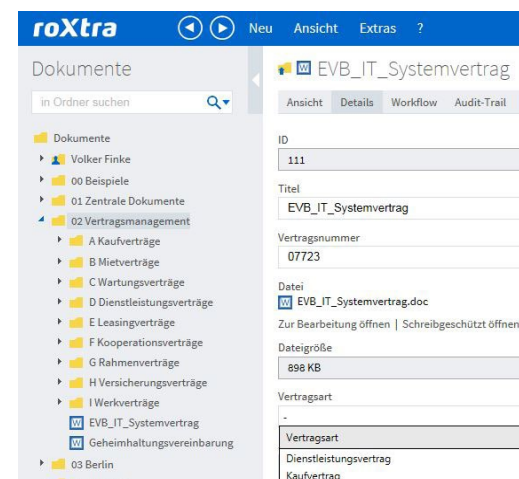 roXtra
Neu Ansicht Extras ?
Dokumente
in Ordner suchen
Dokumente
Volker Finke
00 Beispiele
01 Zentrale Dokumente
02 Vertragsmanagement
A Kaufverträge
B Mietverträge
C Wartungsverträge
D Dienstleistungsverträge
E Leasingverträge
F Kooperationsverträge
G Rahmenverträge
H Versicherungsverträge
I Werkverträge
W EVB_IT_Systemvertrag
W Geheimhaltungsvereinbarung
03 Berlin
W EVB_IT_Systemvertrag
Ansicht Details Workflow Audit-Trail
ID
111
Titel
EVB_IT_Systemvertrag
Vertragsnummer
07723
Datei
W EVB_IT_Systemvertrag.doc
Zur Bearbeitung öffnen | Schreibgeschützt öffnen
Dateigröße
898 KB
Vertragsart
-
Vertragsart
Dienstleistungsvertrag
Kaufvertrag